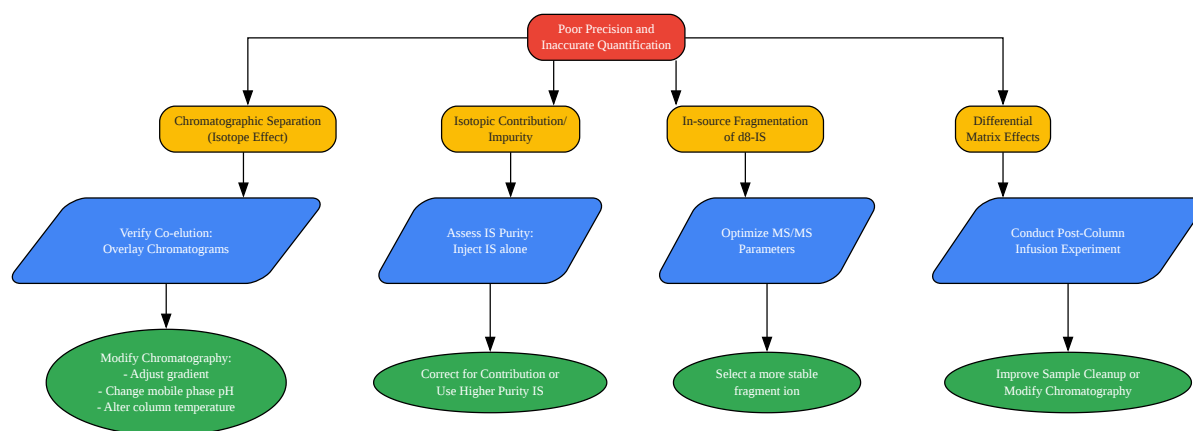 Poor Precision and
Inaccurate Quantification
Chromatographic Separation
(Isotope Effect)
Isotopic Contribution/
Impurity
In-source Fragmentation
of d8-IS
Differential
Matrix Effects
Verify Co-elution:
Overlay Chromatograms
Assess IS Purity:
Inject IS alone
Optimize MS/MS
Parameters
Conduct Post-Column
Infusion Experiment
Modify Chromatography:
- Adjust gradient
- Change mobile phase pH
- Alter column temperature
Correct for Contribution or
Use Higher Purity IS
Select a more stable
fragment ion
Improve Sample Cleanup or
Modify Chromatography